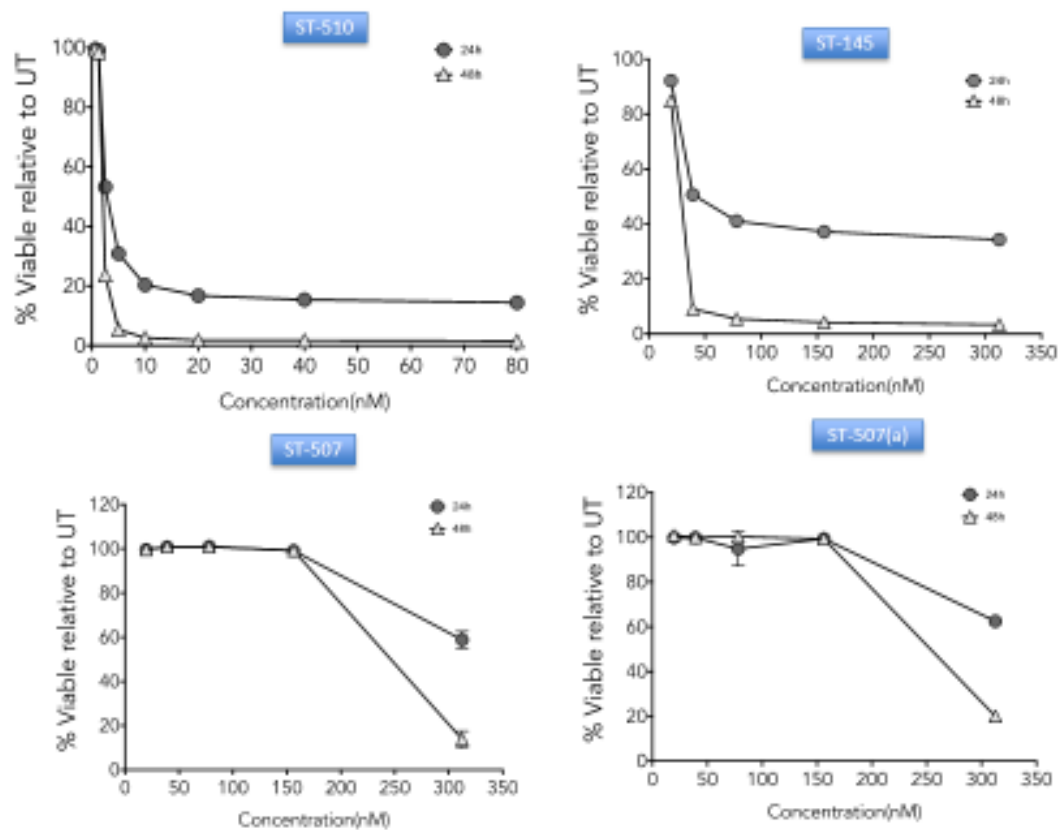 ST-510
24h
48h
% Viable relative to UT
100
80
60
40
20
0
0 10 20 30 40 50 60 70 80
Concentration(nM)
ST-145
24h
48h
% Viable relative to UT
100
80
60
40
20
0
0 50 100 150 200 250 300 350
Concentration(nM)
ST-507
24h
48h
% Viable relative to UT
120
100
80
60
40
20
0
0 50 100 150 200 250 300 350
Concentration(nM)
ST-507(a)
24h
48h
% Viable relative to UT
120
100
80
60
40
20
0
0 50 100 150 200 250 300 350
Concentration(nM)